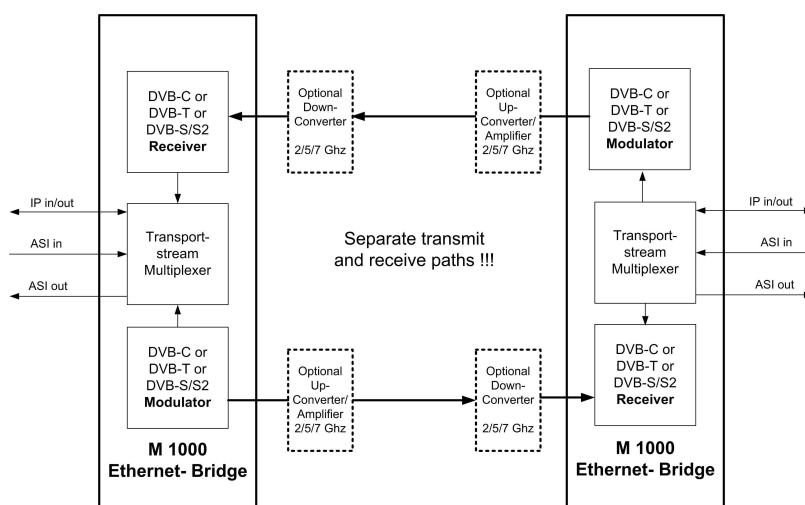 DVB-C or
DVB-T or
DVB-S/S2
Receiver
Optional
Down-
Converter
2/5/7 Ghz
Optional
Up-
Converter/
Amplifier
2/5/7 Ghz
DVB-C or
DVB-T or
DVB-S/S2
Modulator
IP in/out
ASI in
ASI out
Transport-
stream
Multiplexer
Separate transmit
and receive paths !!!
Transport-
stream
Multiplexer
IP in/out
ASI in
ASI out
DVB-C or
DVB-T or
DVB-S/S2
Modulator
Optional
Up-
Converter/
Amplifier
2/5/7 Ghz
Optional
Down-
Converter
2/5/7 Ghz
DVB-C or
DVB-T or
DVB-S/S2
Receiver
M 1000
Ethernet- Bridge
M 1000
Ethernet- Bridge